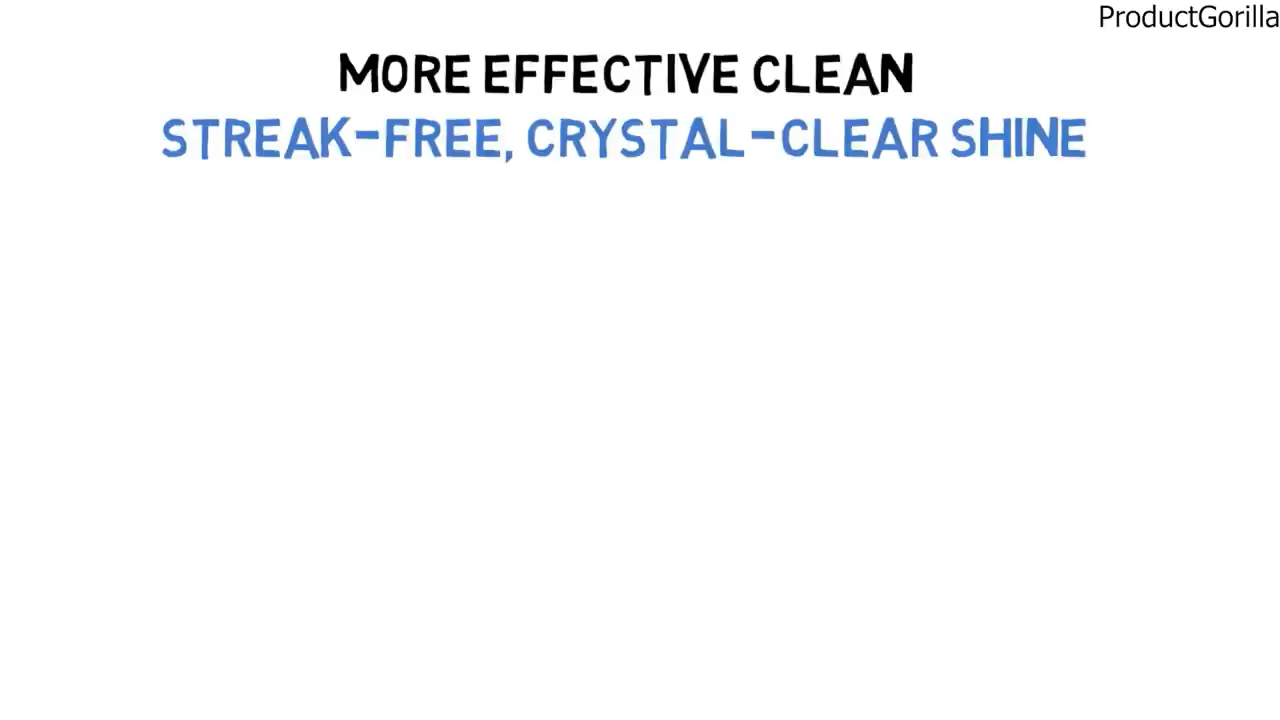 ProductGorilla
MORE EFFECTIVE CLEAN
STREAK-FREE, CRYSTAL-CLEAR SHINE